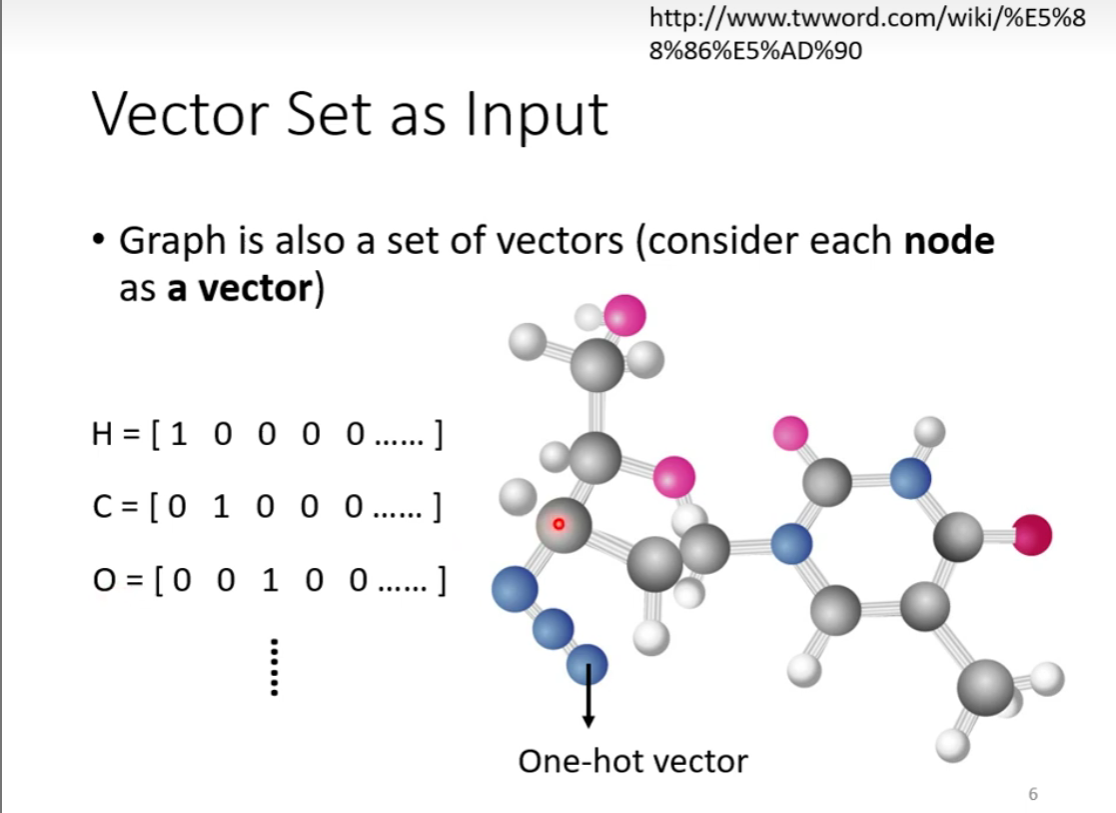 http://www.twword.com/wiki/%E5%8
8%86%E5%AD%90
Vector Set as Input
• Graph is also a set of vectors (consider each node
as a vector)
H = [ 1 0 0 0 0 ...... ]
C = [ 0 1 0 0 0 ...... ]
O = [ 0 0 1 0 0 ...... ]
......
One-hot vector
6